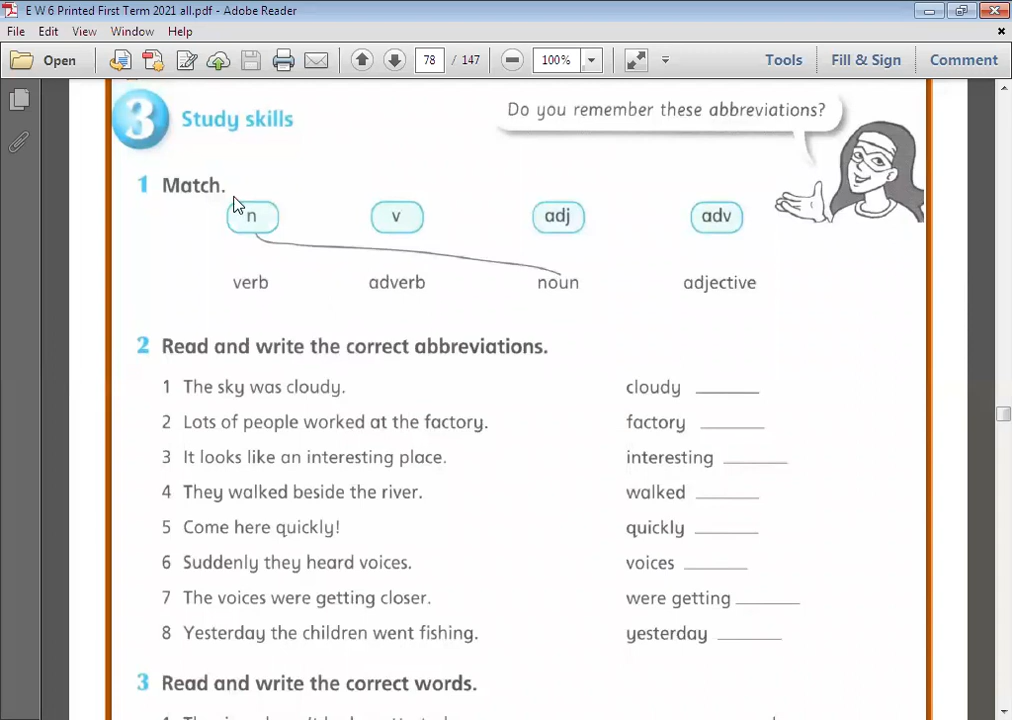 E W 6 Printed First Term 2021 all.pdf - Adobe Reader
File Edit View Window Help
Open 78 / 147 100% Tools Fill & Sign Comment
3 Study skills
Do you remember these abbreviations?
1 Match.
n v adj adv
verb adverb noun adjective
2 Read and write the correct abbreviations.
1 The sky was cloudy. cloudy
2 Lots of people worked at the factory. factory
3 It looks like an interesting place. interesting
4 They walked beside the river. walked
5 Come here quickly! quickly
6 Suddenly they heard voices. voices
7 The voices were getting closer. were getting
8 Yesterday the children went fishing. yesterday
3 Read and write the correct words.